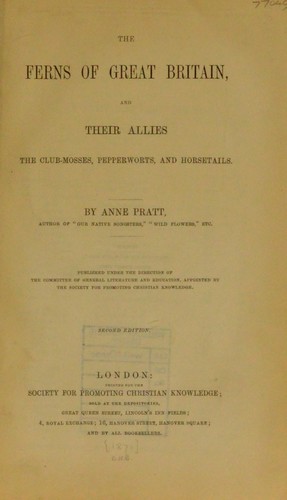 THE
FERNS OF GREAT BRITAIN,
AND
THEIR ALLIES
THE CLUB-MOSSES, PEPPERWORTS, AND HORSETAILS.
BY ANNE PRATT,
AUTHOR OF "OUR NATIVE SONGSTERS," "WILD FLOWERS," ETC.
PUBLISHED UNDER THE DIRECTION OF
THE COMMITTEE OF GENERAL LITERATURE AND EDUCATION, APPOINTED BY
THE SOCIETY FOR PROMOTING CHRISTIAN KNOWLEDGE.
SECOND EDITION.
LONDON:
PRINTED FOR THE
SOCIETY FOR PROMOTING CHRISTIAN KNOWLEDGE;
SOLD AT THE DEPOSITORIES,
GREAT QUEEN STREET, LINCOLN'S INN FIELDS;
4, ROYAL EXCHANGE; 16, HANOVER STREET, HANOVER SQUARE;
AND BY ALL BOOKSELLERS.